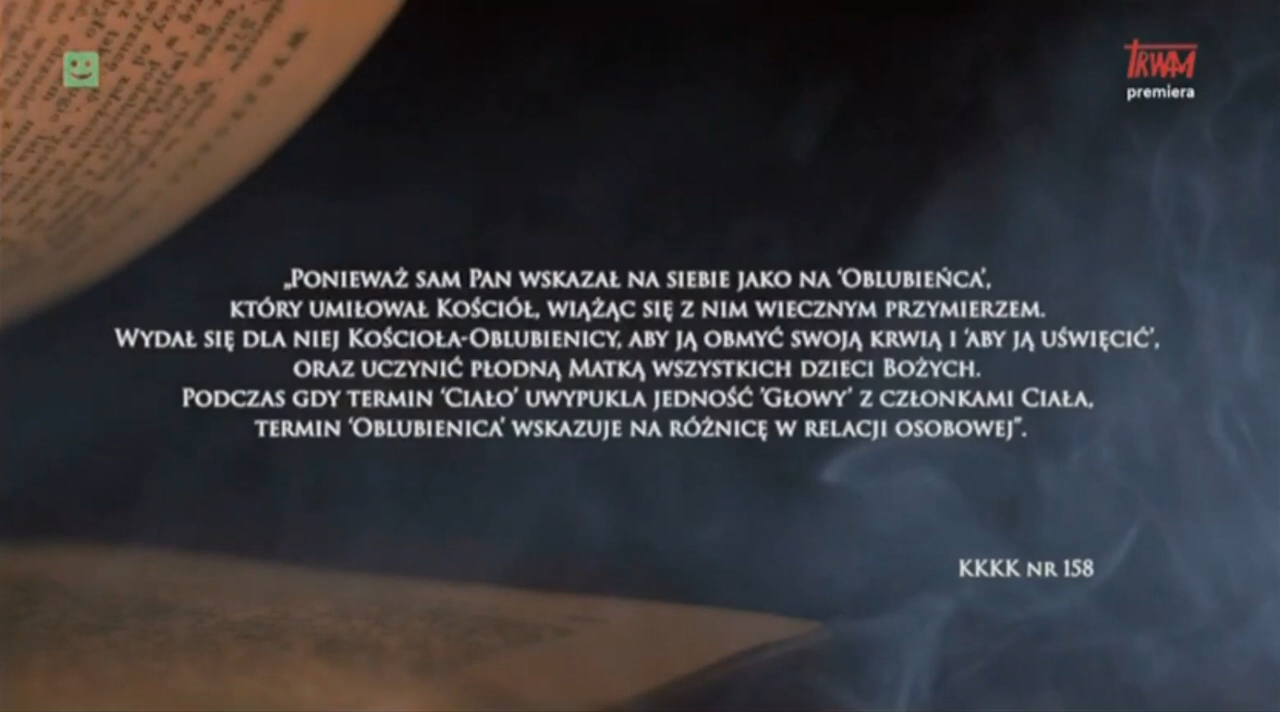 TRWAM
premiera
„Ponieważ sam Pan wskazał na siebie jako na ‘Oblubieńca’,
który umiłował Kościół, wiążąc się z nim wiecznym przymierzem.
Wydał się dla niej Kościoła-Oblubienicy, aby ją obmyć swoją krwią i ‘aby ją uświęcić’,
oraz uczynić płodną Matką wszystkich dzieci Bożych.
Podczas gdy termin ‘Ciało’ uwypukla jedność ’Głowy’ z członkami Ciała,
termin ‘Oblubienica’ wskazuje na różnicę w relacji osobowej”.
KKKK nr 158